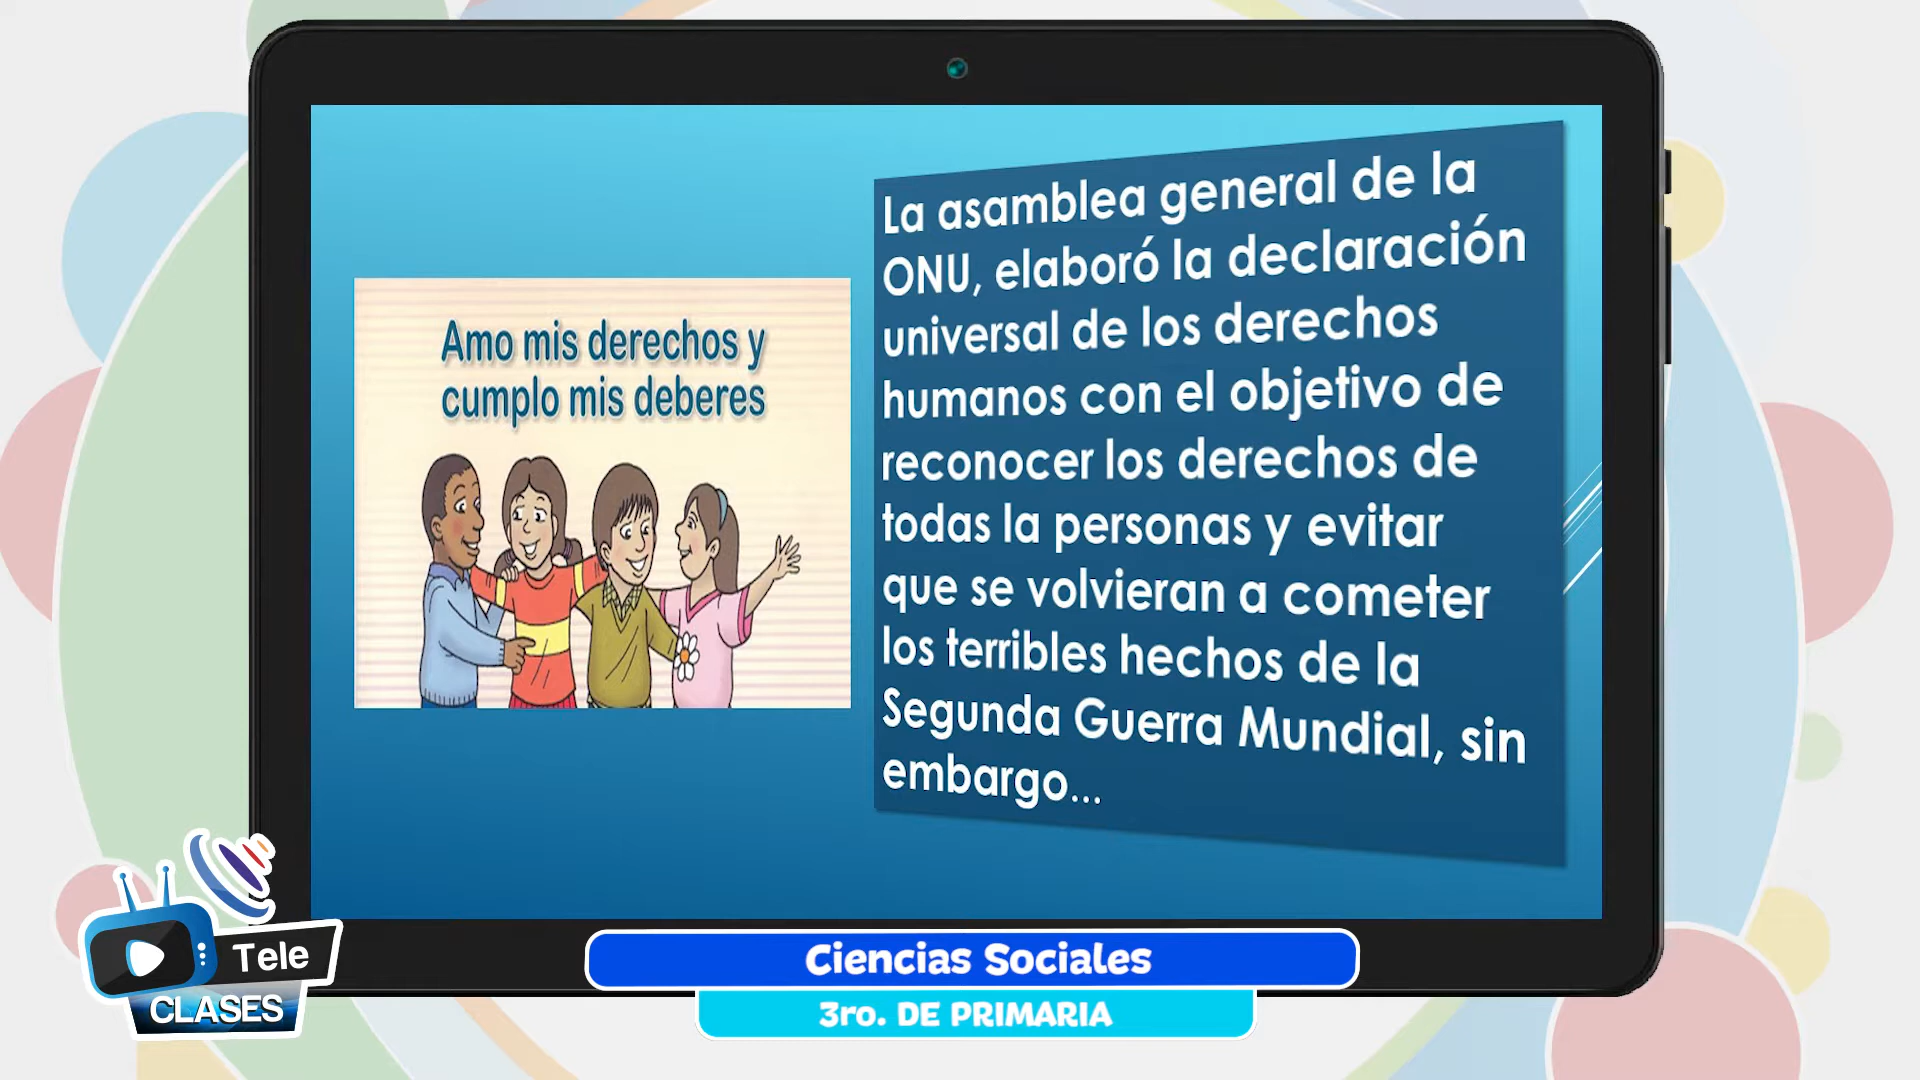 Amo mis derechos y
cumplo mis deberes
La asamblea general de la
ONU, elaboró la declaración
universal de los derechos
humanos con el objetivo de
reconocer los derechos de
todas la personas y evitar
que se volvieran a cometer
los terribles hechos de la
Segunda Guerra Mundial, sin
embargo...
Tele
CLASES
Ciencias Sociales
3ro. DE PRIMARIA